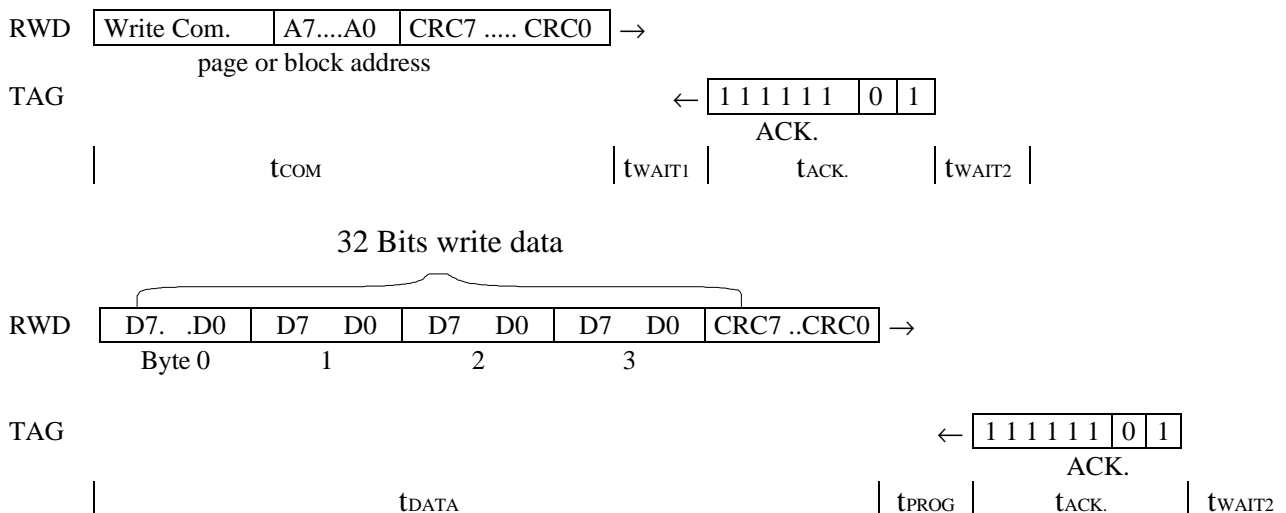 RWD Write Com. A7....A0 CRC7 ..... CRC0 →
page or block address
TAG ← 1 1 1 1 1 1 0 1
ACK.
tCOM tWAIT1 tACK. tWAIT2
32 Bits write data
RWD D7. .D0 D7 D0 D7 D0 D7 D0 CRC7 ..CRC0 →
Byte 0 1 2 3
TAG ← 1 1 1 1 1 1 0 1
ACK.
tDATA tPROG tACK. tWAIT2